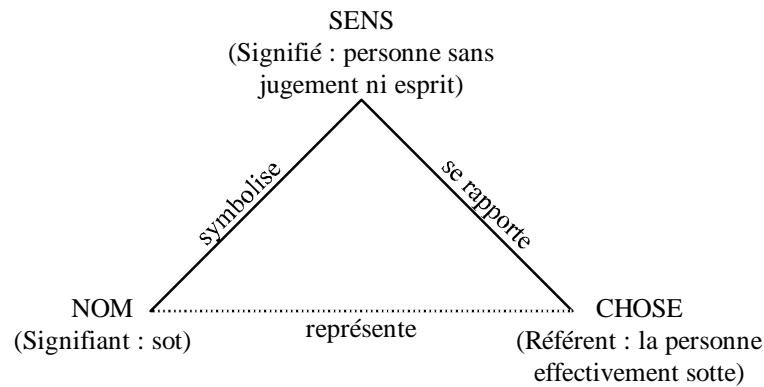 SENS
(Signifié : personne sans
jugement ni esprit)
symbolise
se rapporte
NOM
(Signifiant : sot)
représente
CHOSE
(Référent : la personne
effectivement sotte)